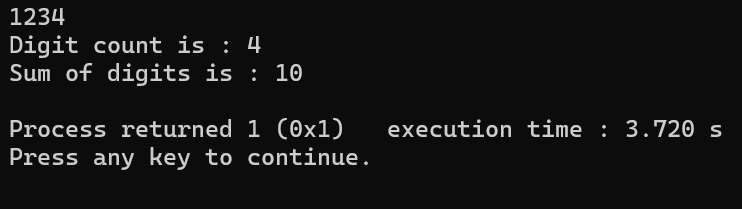 1234
Digit count is : 4
Sum of digits is : 10
Process returned 1 (0x1)   execution time : 3.720 s
Press any key to continue.